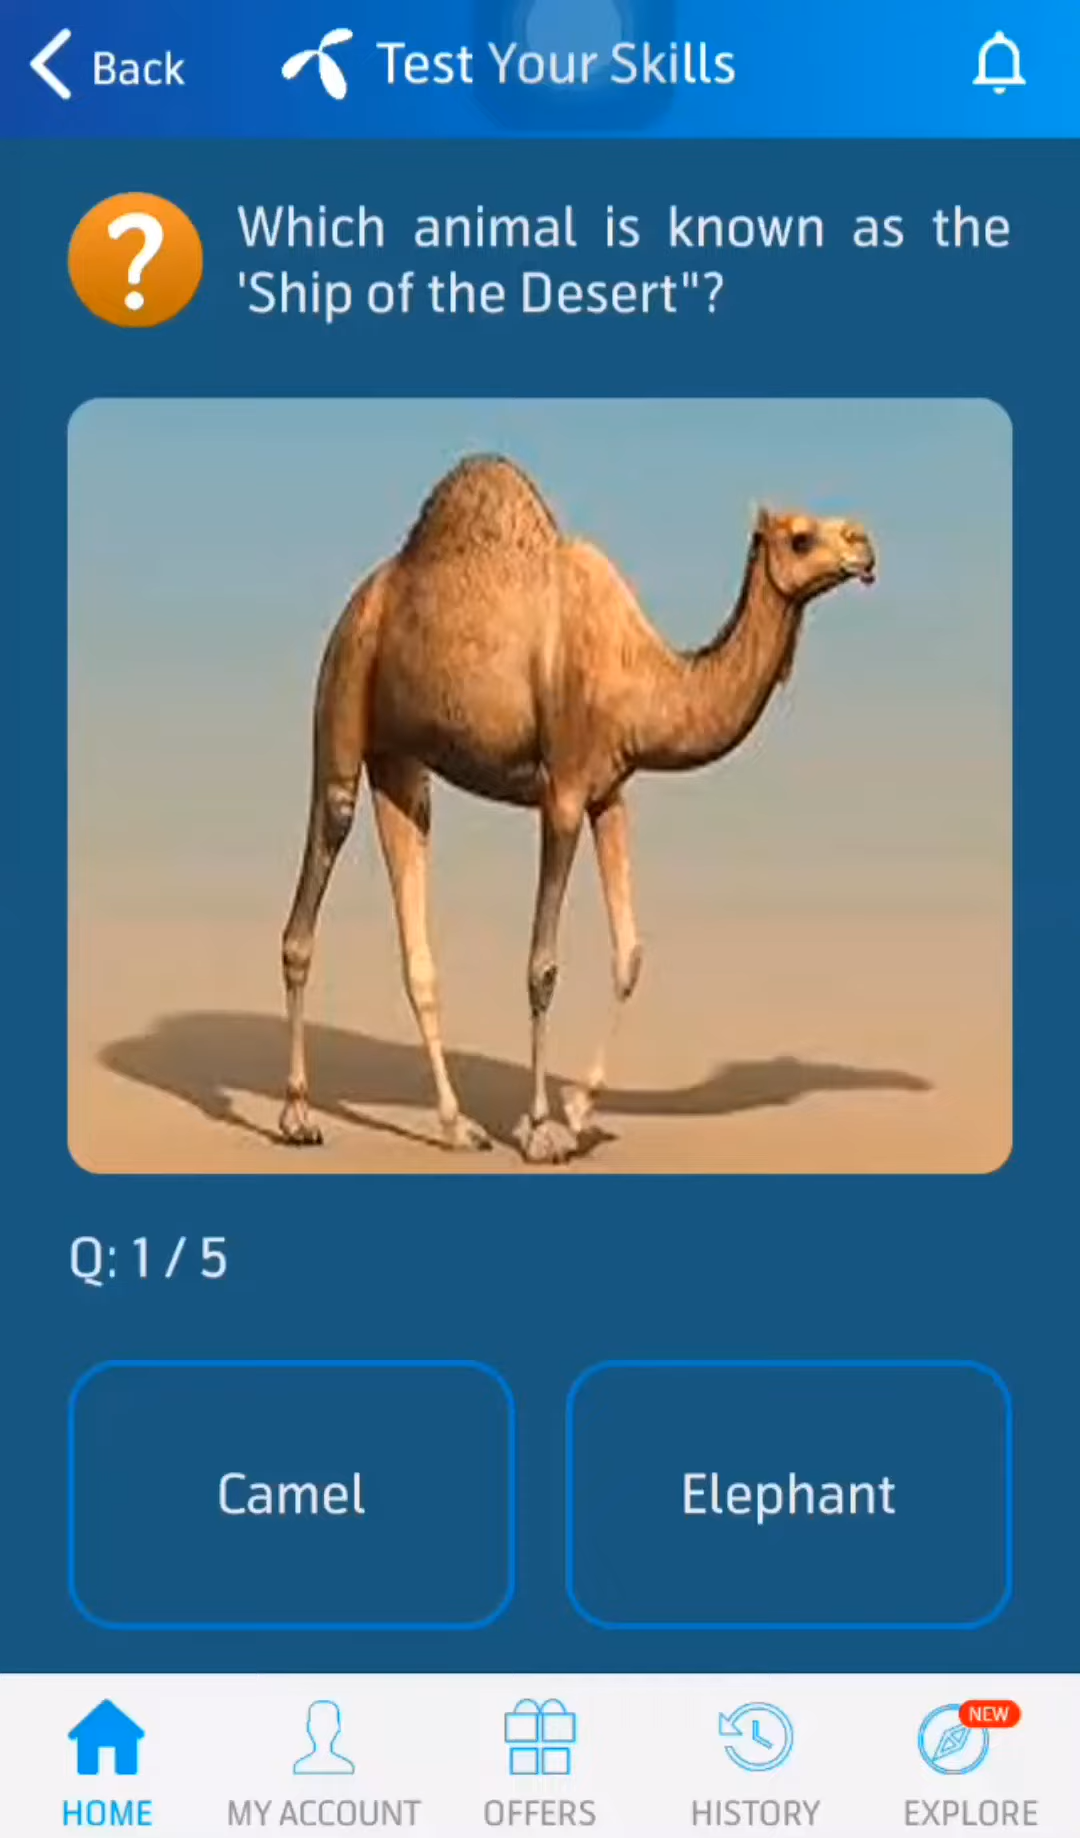 Back
Test Your Skills
?
Which animal is known as the
'Ship of the Desert"?
Q: 1 / 5
Camel
Elephant
NEW
HOME
MY ACCOUNT
OFFERS
HISTORY
EXPLORE